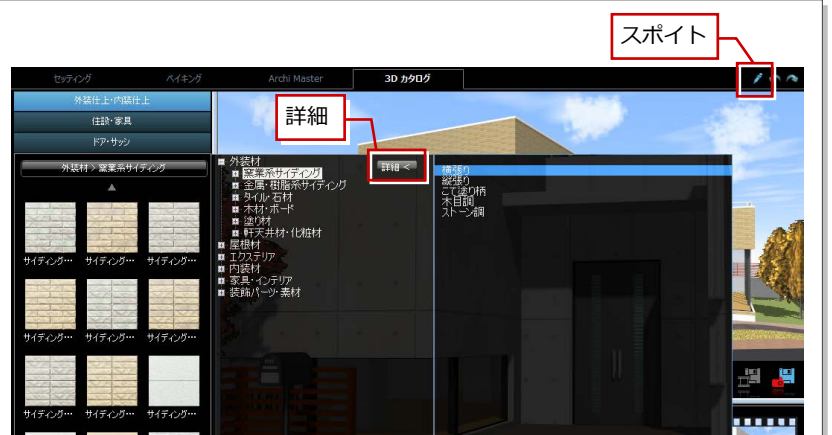 スポイト
セッティング
ベイキング
Archi Master
3D カタログ
外装仕上・内装仕上
住設・家具
ドア・サッシ
詳細
外装材 > 窯業系サイディング
サイディング…
サイディング…
サイディング…
サイディング…
サイディング…
サイディング…
サイディング…
サイディング…
サイディング…
外装材
窯業系サイディング
金属・樹脂系サイディング
タイル・石材
木材・ボード
塗り材
軒天井材・化粧材
屋根材
エクステリア
内装材
家具・インテリア
装飾パーツ・素材
詳細 <
横張り
縦張り
こて塗り柄
木目調
ストーン調